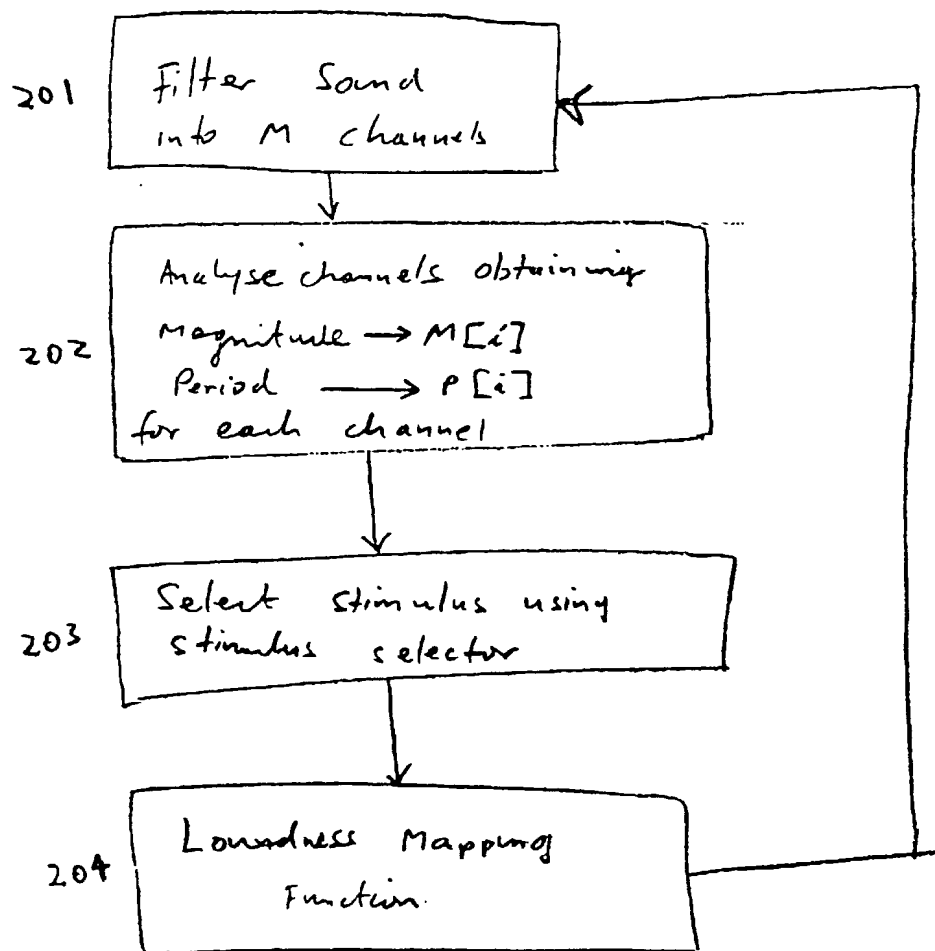 201
Filter Sound
into M channels
202
Analyse channels obtaining
Magnitude → M[i]
Period → P[i]
for each channel
203
Select stimulus using
stimulus selector
204
Loundness Mapping
Function.